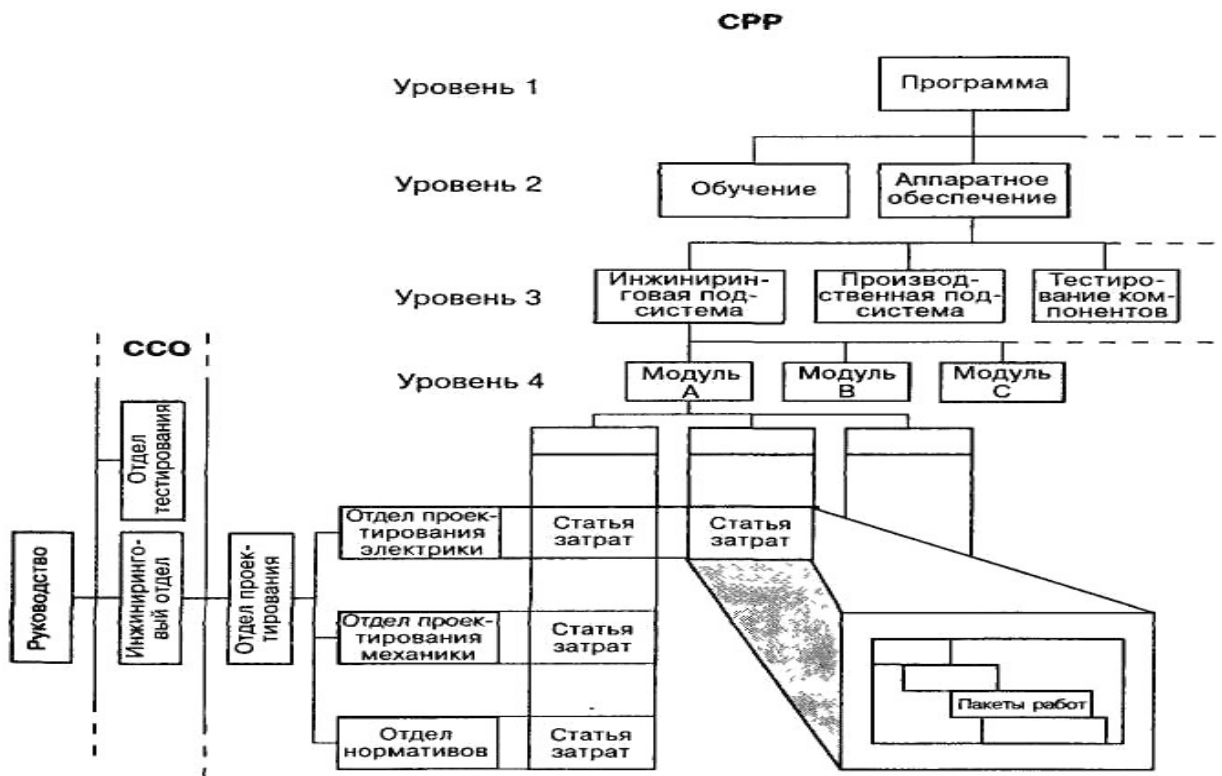 СРР
Уровень 1
Программа
Уровень 2
Обучение
Аппаратное
обеспечение
Уровень 3
Инжинирин-
говая под-
система
Производ-
ственная под-
система
Тестиро-
вание ком-
понентов
ССО
Уровень 4
Модуль
А
Модуль
В
Модуль
С
Отдел
тестирования
Руководство
Инжиниринго-
вый отдел
Отдел проек-
тирования
Отдел проек-
тирования
электрики
Статья
затрат
Статья
затрат
Отдел проек-
тирования
механики
Статья
затрат
Отдел
нормативов
Статья
затрат
Пакеты работ